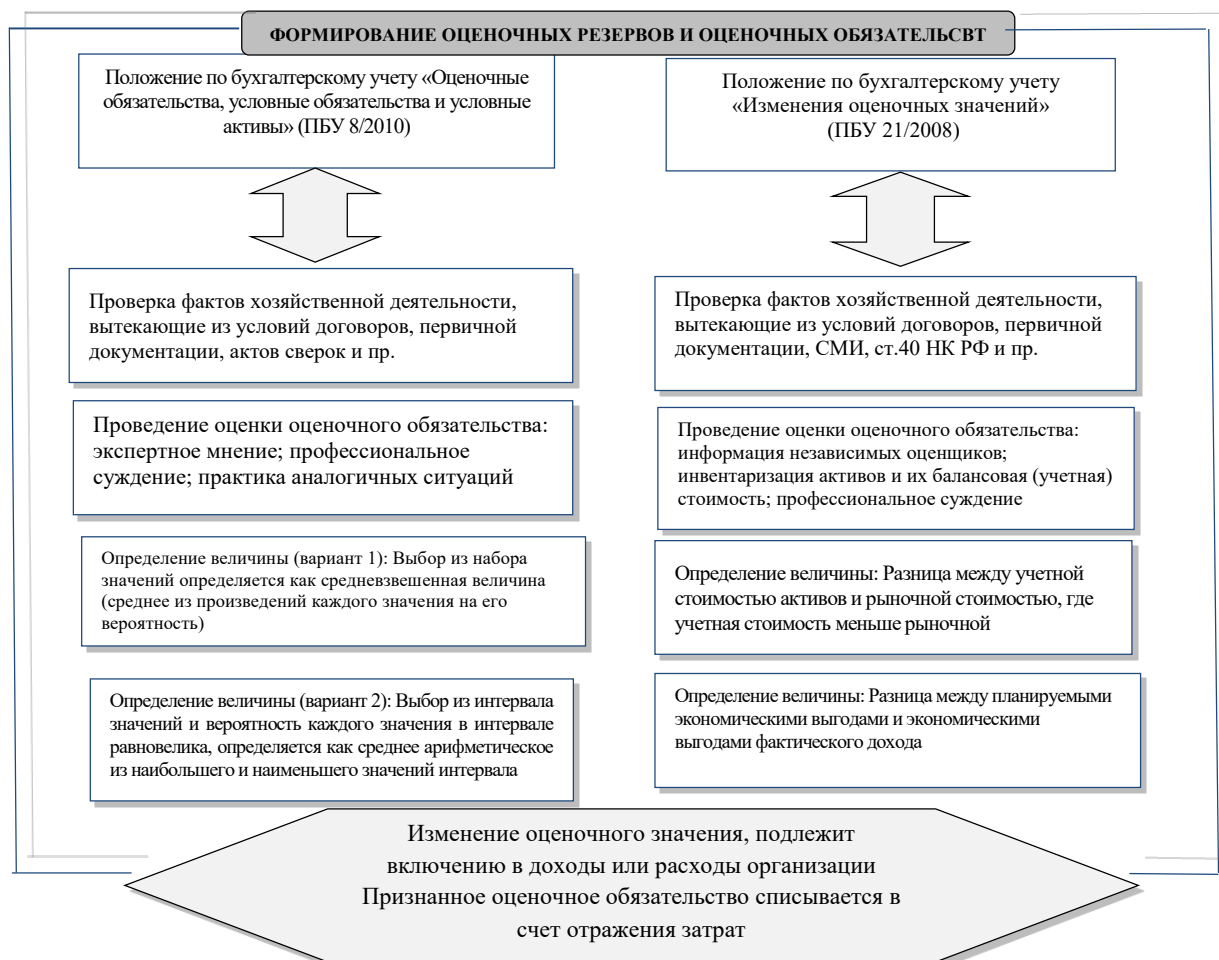 ФОРМИРОВАНИЕ ОЦЕНОЧНЫХ РЕЗЕРВОВ И ОЦЕНОЧНЫХ ОБЯЗАТЕЛЬСВТ
Положение по бухгалтерскому учету «Оценочные
обязательства, условные обязательства и условные
активы» (ПБУ 8/2010)
Проверка фактов хозяйственной деятельности,
вытекающие из условий договоров, первичной
документации, актов сверок и пр.
Проведение оценки оценочного обязательства:
экспертное мнение; профессиональное
суждение; практика аналогичных ситуаций
Определение величины (вариант 1): Выбор из набора
значений определяется как средневзвешенная величина
(среднее из произведений каждого значения на его
вероятность)
Определение величины (вариант 2): Выбор из интервала
значений и вероятность каждого значения в интервале
равновелика, определяется как среднее арифметическое
из наибольшего и наименьшего значений интервала
Положение по бухгалтерскому учету
«Изменения оценочных значений»
(ПБУ 21/2008)
Проверка фактов хозяйственной деятельности,
вытекающие из условий договоров, первичной
документации, СМИ, ст.40 НК РФ и пр.
Проведение оценки оценочного обязательства:
информация независимых оценщиков;
инвентаризация активов и их балансовая (учетная)
стоимость; профессиональное суждение
Определение величины: Разница между учетной
стоимостью активов и рыночной стоимостью, где
учетная стоимость меньше рыночной
Определение величины: Разница между планируемыми
экономическими выгодами и экономическими
выгодами фактического дохода
Изменение оценочного значения, подлежит
включению в доходы или расходы организации
Признанное оценочное обязательство списывается в
счет отражения затрат